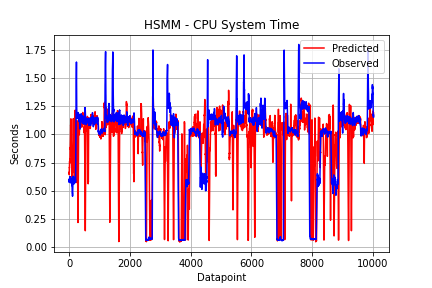 HSMM - CPU System Time
Predicted
Observed
Seconds
1.75
1.50
1.25
1.00
0.75
0.50
0.25
0.00
0 2000 4000 6000 8000 10000
Datapoint